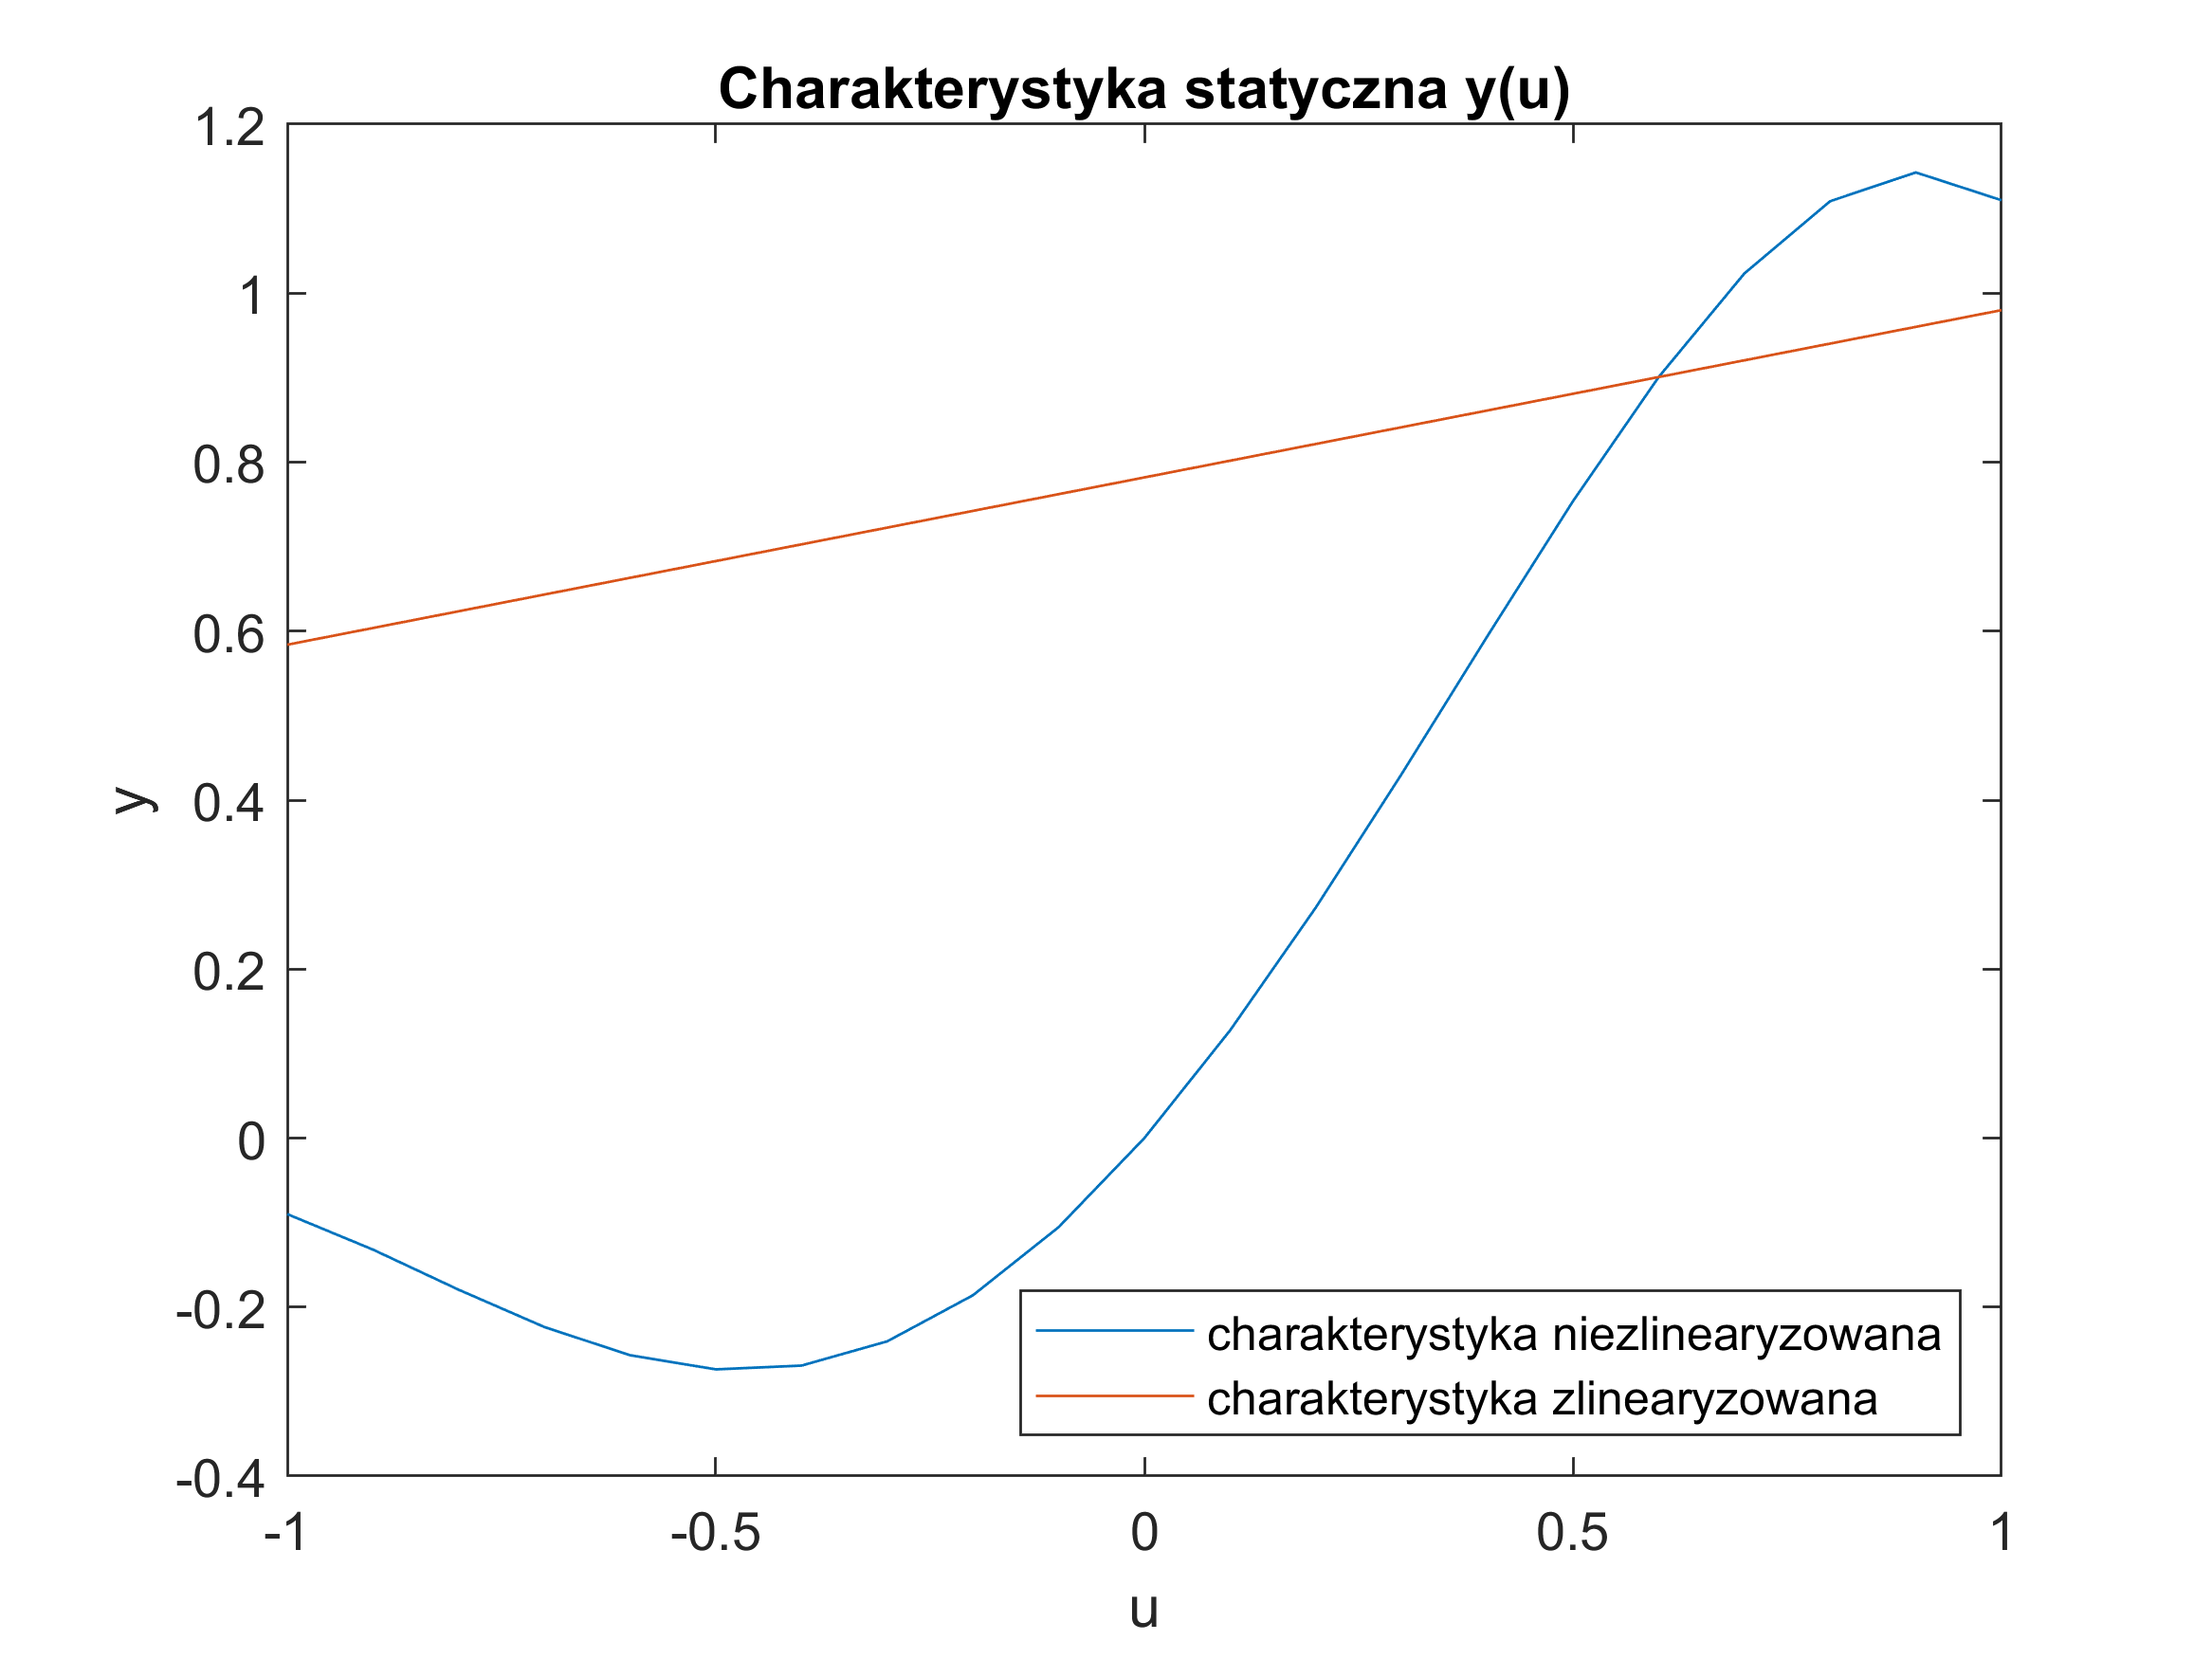 Charakterystyka statyczna y(u)
1.2
1
0.8
0.6
0.4
0.2
0
-0.2
-0.4
y
-1
-0.5
0
0.5
1
u
charakterystyka niezlinearyzowana
charakterystyka zlinearyzowana